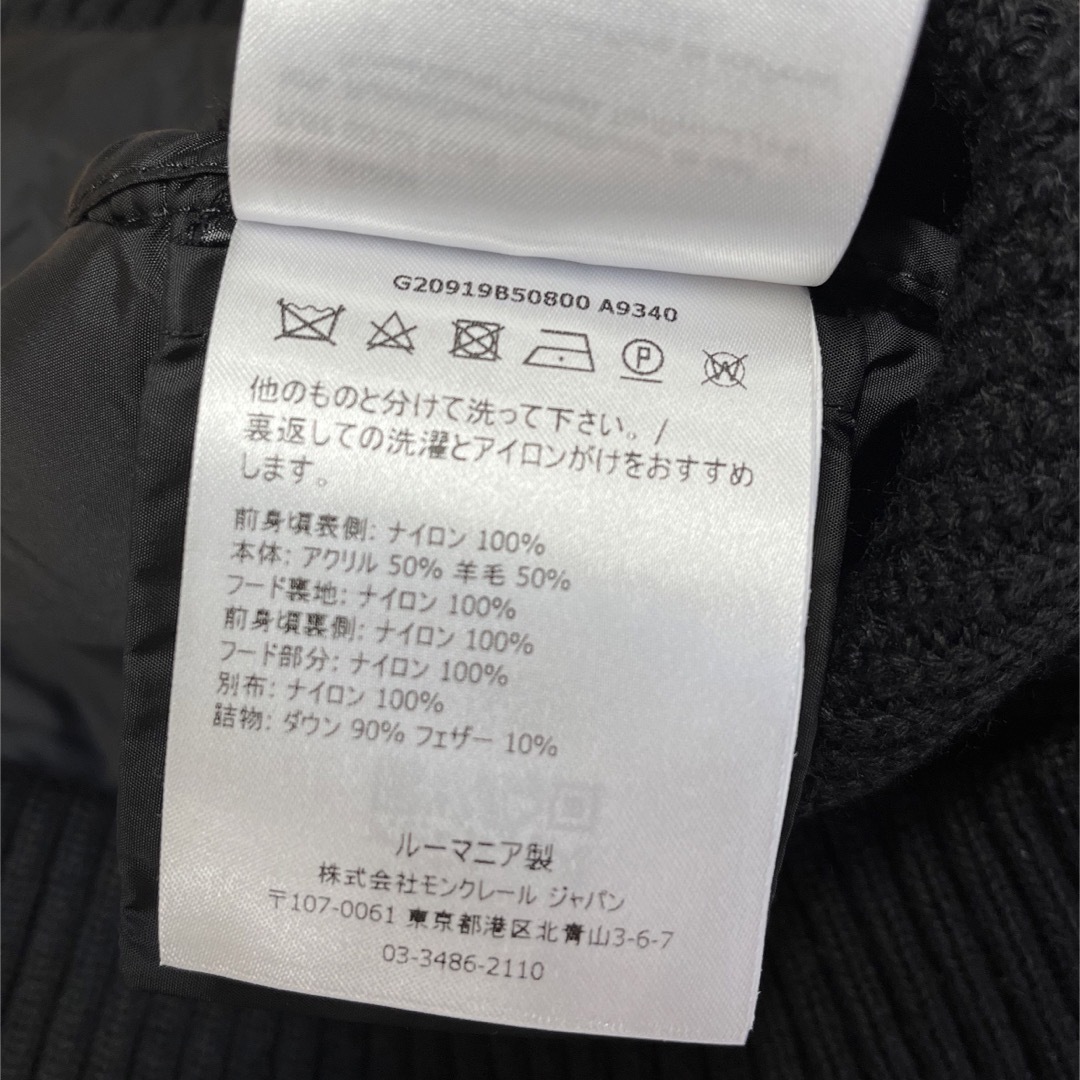 G20919B50800 A9340
P
W
他のものと分けて洗って下さい。/
裏返しての洗濯とアイロンがけをおすすめ
します。
前身頃表側: ナイロン 100%
本体: アクリル 50% 羊毛 50%
フード裏地: ナイロン 100%
前身頃裏側: ナイロン 100%
フード部分: ナイロン 100%
別布: ナイロン 100%
詰物: ダウン 90% フェザー 10%
ルーマニア製
株式会社モンクレール ジャパン
〒107-0061 東京都港区北青山3-6-7
03-3486-2110